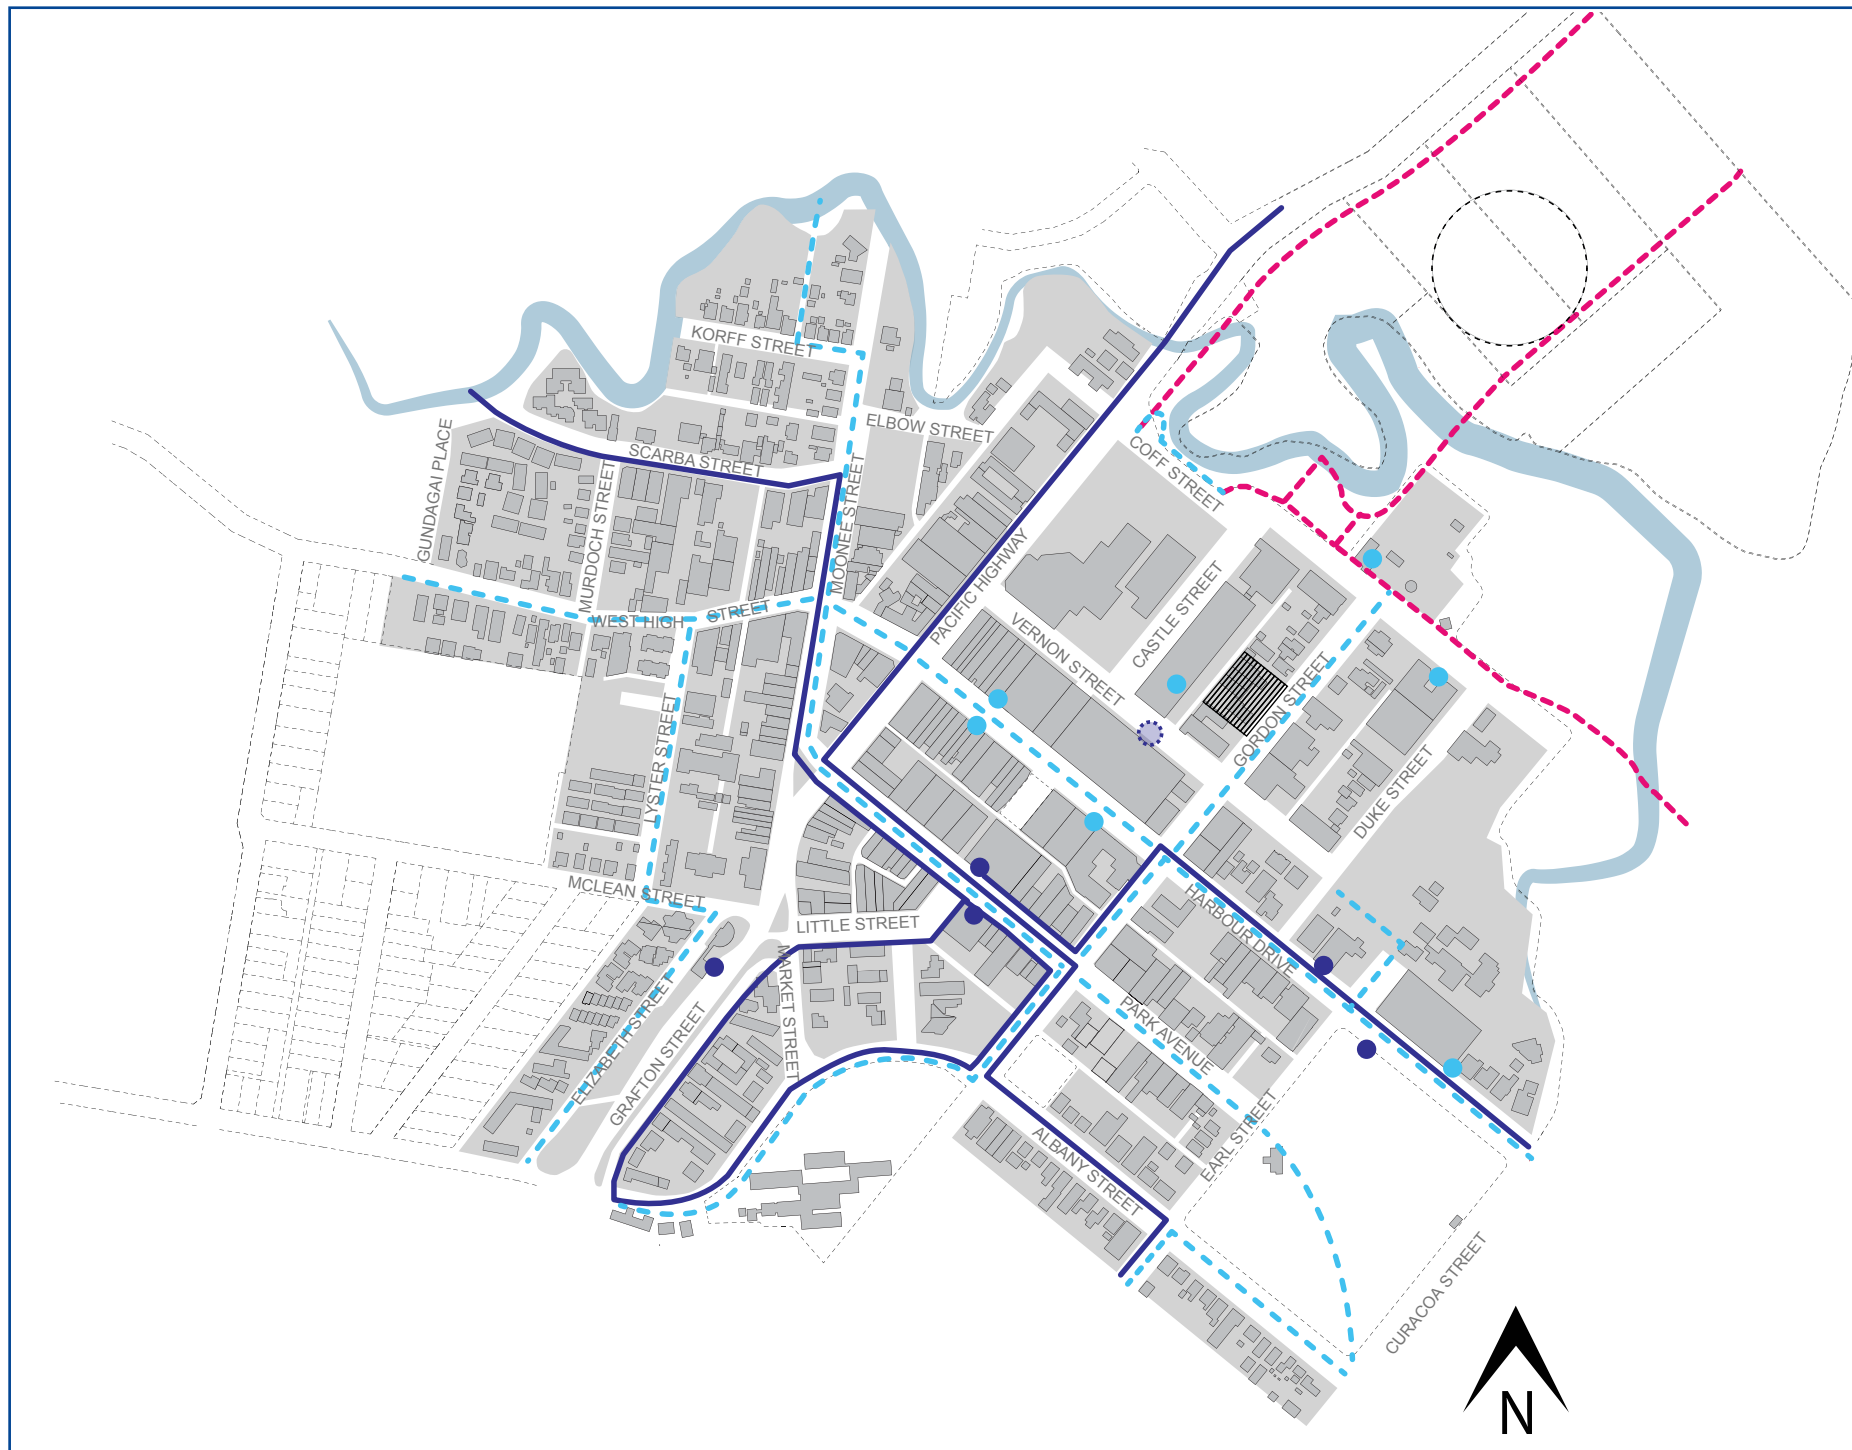 KORFF STREET
ELBOW STREET
SCARBA STREET
GUNDAGAI PLACE
MURDOCH STREET
MOONEE STREET
COFF STREET
PACIFIC HIGHWAY
WEST HIGH STREET
VERNON STREET
CASTLE STREET
GORDON STREET
LYSTER STREET
DUKE STREET
MCLEAN STREET
LITTLE STREET
HARBOUR DRIVE
MARKET STREET
ELIZABETH STREET
GRAFTON STREET
PARK AVENUE
EARL STREET
ALBANY STREET
CURACOA STREET
N